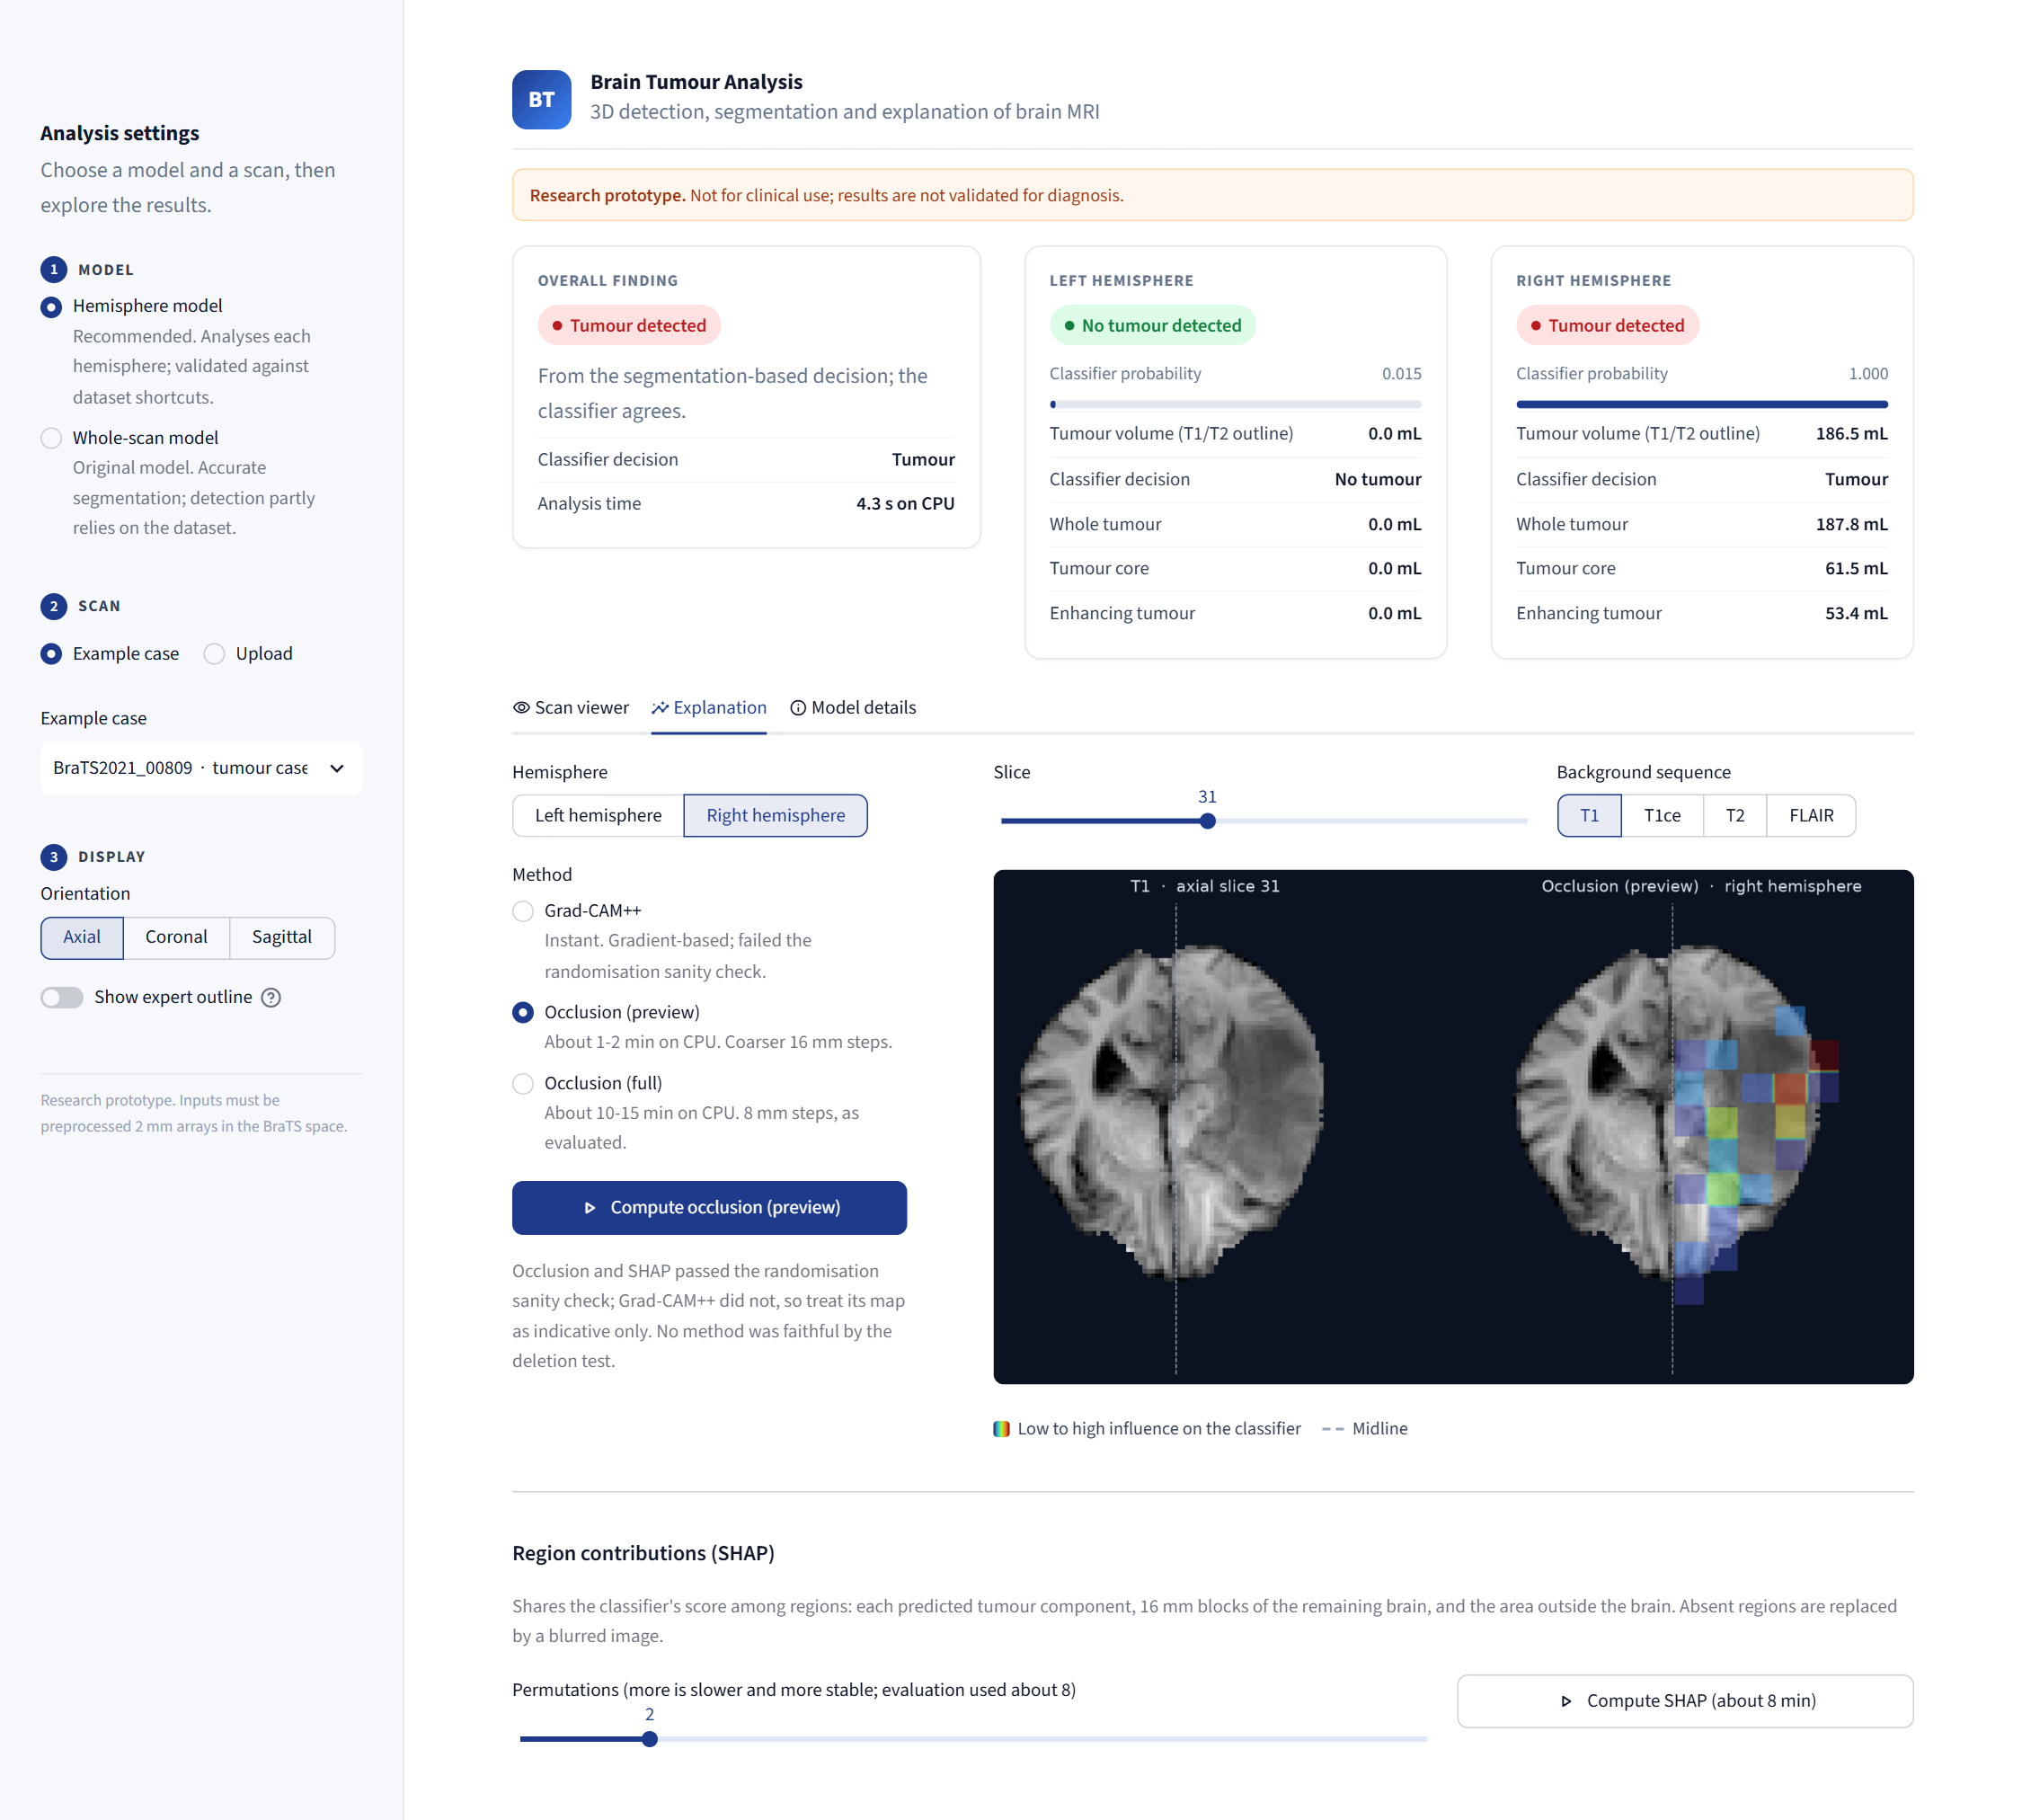 Analysis settings
Choose a model and a scan, then
explore the results.
1 MODEL
Hemisphere model
Recommended. Analyses each
hemisphere; validated against
dataset shortcuts.
Whole-scan model
Original model. Accurate
segmentation; detection partly
relies on the dataset.
2 SCAN
Example case Upload
Example case
BraTS2021_00809 · tumour case
3 DISPLAY
Orientation
Axial Coronal Sagittal
Show expert outline ?
Research prototype. Inputs must be
preprocessed 2 mm arrays in the BraTS space.
BT
Brain Tumour Analysis
3D detection, segmentation and explanation of brain MRI
Research prototype. Not for clinical use; results are not validated for diagnosis.
OVERALL FINDING
Tumour detected
From the segmentation-based decision; the
classifier agrees.
Classifier decision Tumour
Analysis time 4.3 s on CPU
LEFT HEMISPHERE
No tumour detected
Classifier probability 0.015
Tumour volume (T1/T2 outline) 0.0 mL
Classifier decision No tumour
Whole tumour 0.0 mL
Tumour core 0.0 mL
Enhancing tumour 0.0 mL
RIGHT HEMISPHERE
Tumour detected
Classifier probability 1.000
Tumour volume (T1/T2 outline) 186.5 mL
Classifier decision Tumour
Whole tumour 187.8 mL
Tumour core 61.5 mL
Enhancing tumour 53.4 mL
Scan viewer Explanation Model details
Hemisphere
Left hemisphere Right hemisphere
Slice
31
Background sequence
T1 T1ce T2 FLAIR
Method
Grad-CAM++
Instant. Gradient-based; failed the
randomisation sanity check.
Occlusion (preview)
About 1-2 min on CPU. Coarser 16 mm steps.
Occlusion (full)
About 10-15 min on CPU. 8 mm steps, as
evaluated.
Compute occlusion (preview)
Occlusion and SHAP passed the randomisation
sanity check; Grad-CAM++ did not, so treat its map
as indicative only. No method was faithful by the
deletion test.
T1 · axial slice 31
Occlusion (preview) · right hemisphere
Low to high influence on the classifier Midline
Region contributions (SHAP)
Shares the classifier's score among regions: each predicted tumour component, 16 mm blocks of the remaining brain, and the area outside the brain. Absent regions are replaced
by a blurred image.
Permutations (more is slower and more stable; evaluation used about 8)
2
Compute SHAP (about 8 min)